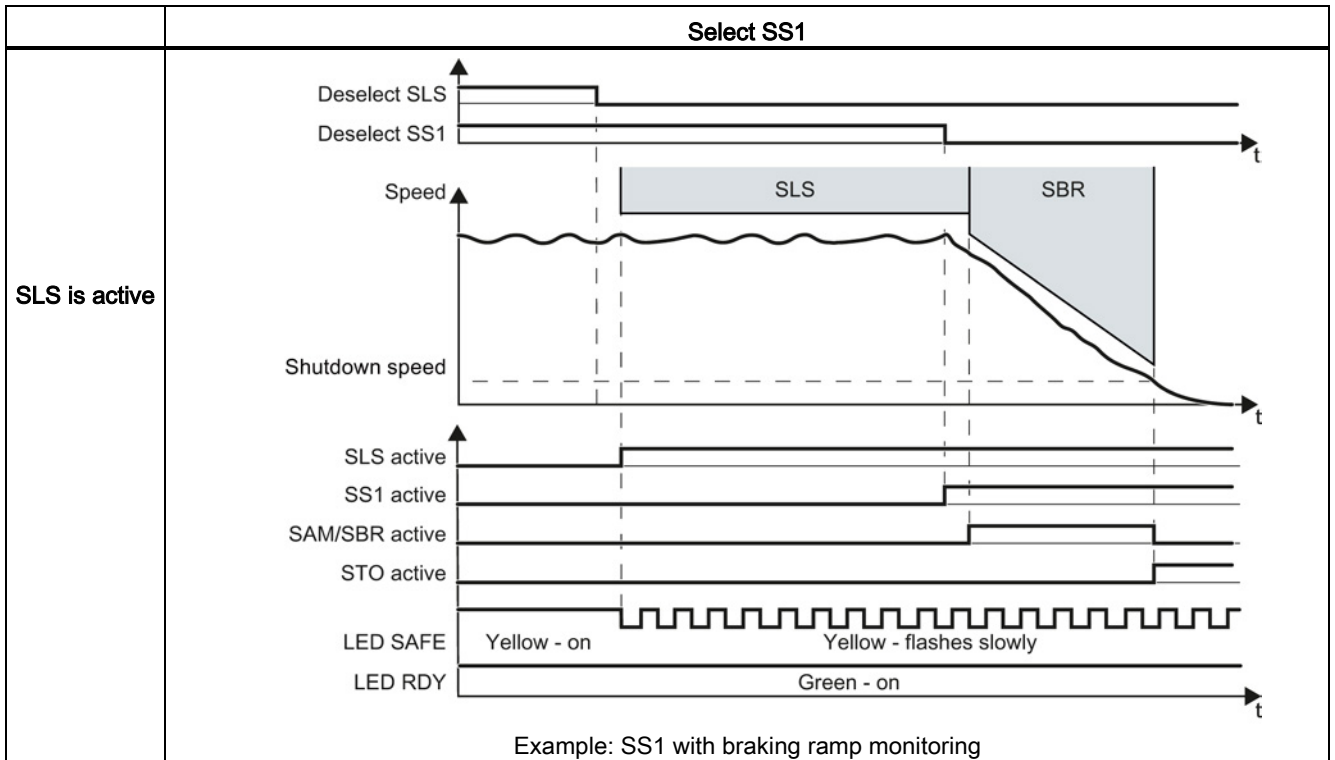 Select SS1
SLS is active
Deselect SLS
Deselect SS1
t
Speed
SLS
SBR
Shutdown speed
t
SLS active
SS1 active
SAM/SBR active
STO active
LED SAFE
Yellow - on
Yellow - flashes slowly
LED RDY
Green - on
t
Example: SS1 with braking ramp monitoring